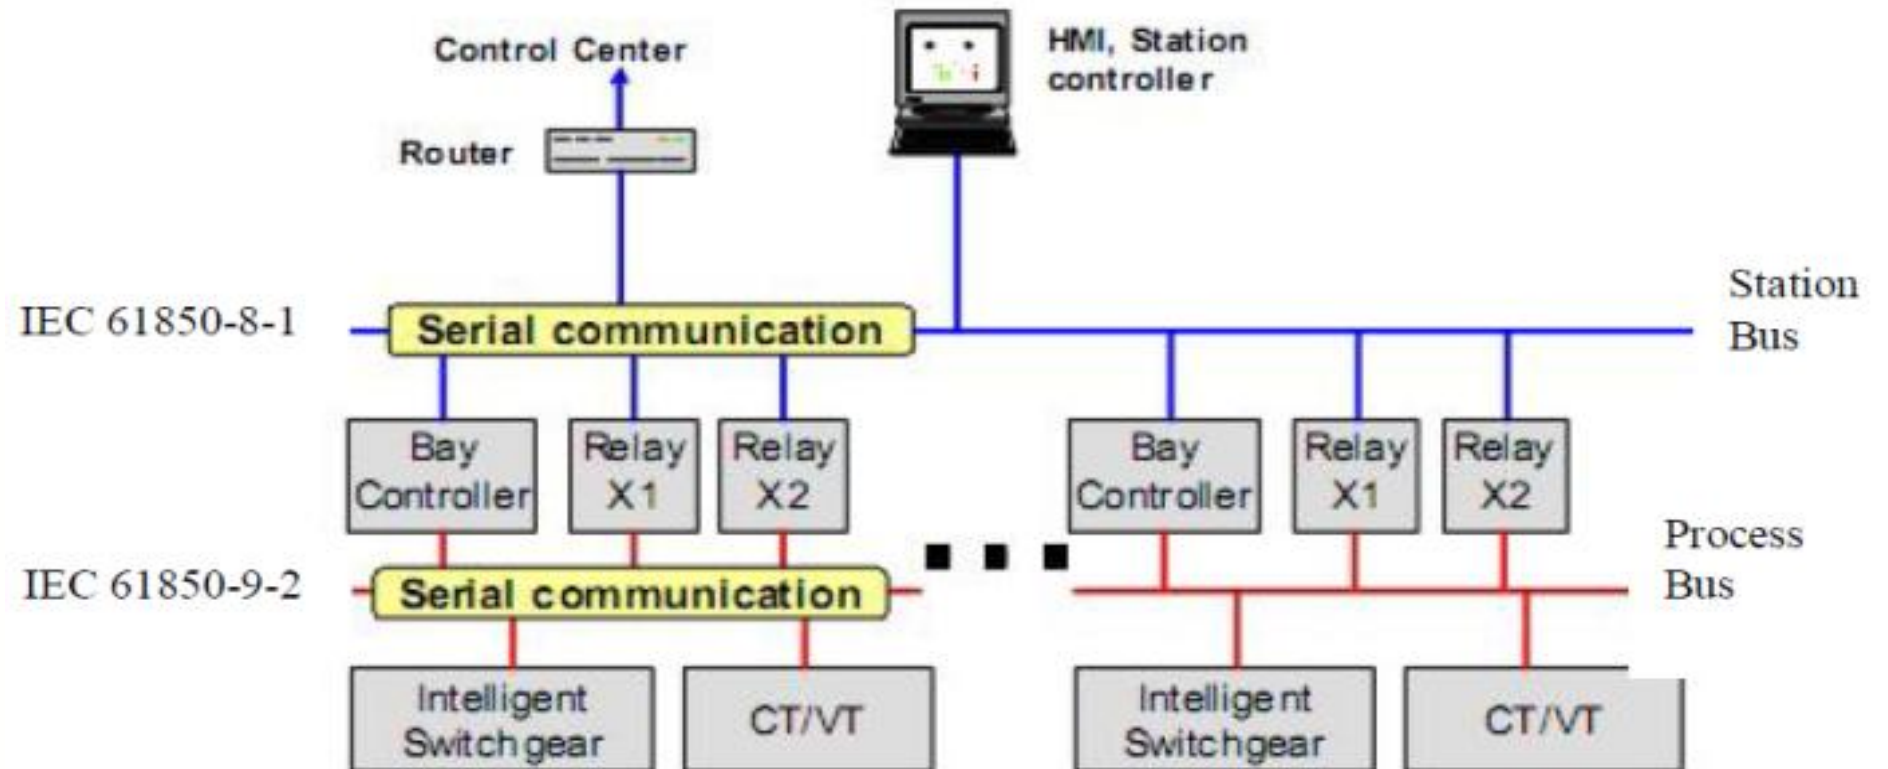 Control Center
HMI, Station
controller
Router
Station
Bus
IEC 61850-8-1
Serial communication
Bay
Controller
Relay
X1
Relay
X2
Bay
Controller
Relay
X1
Relay
X2
Process
Bus
IEC 61850-9-2
Serial communication
Intelligent
Switchgear
CT/VT
Intelligent
Switchgear
CT/VT